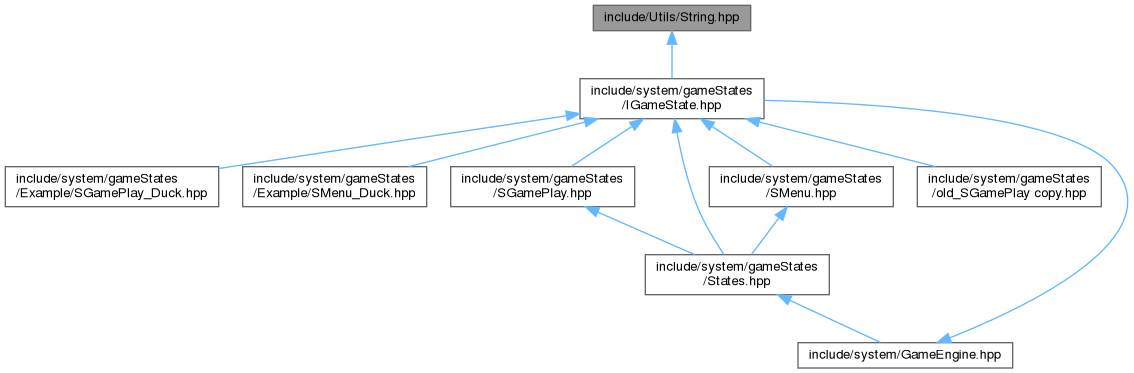 include/Utils/String.hpp
include/system/gameStates
/IGameState.hpp
include/system/gameStates
/Example/SGamePlay_Duck.hpp
include/system/gameStates
/Example/SMenu_Duck.hpp
include/system/gameStates
/SGamePlay.hpp
include/system/gameStates
/SMenu.hpp
include/system/gameStates
/old_SGamePlay copy.hpp
include/system/gameStates
/States.hpp
include/system/GameEngine.hpp